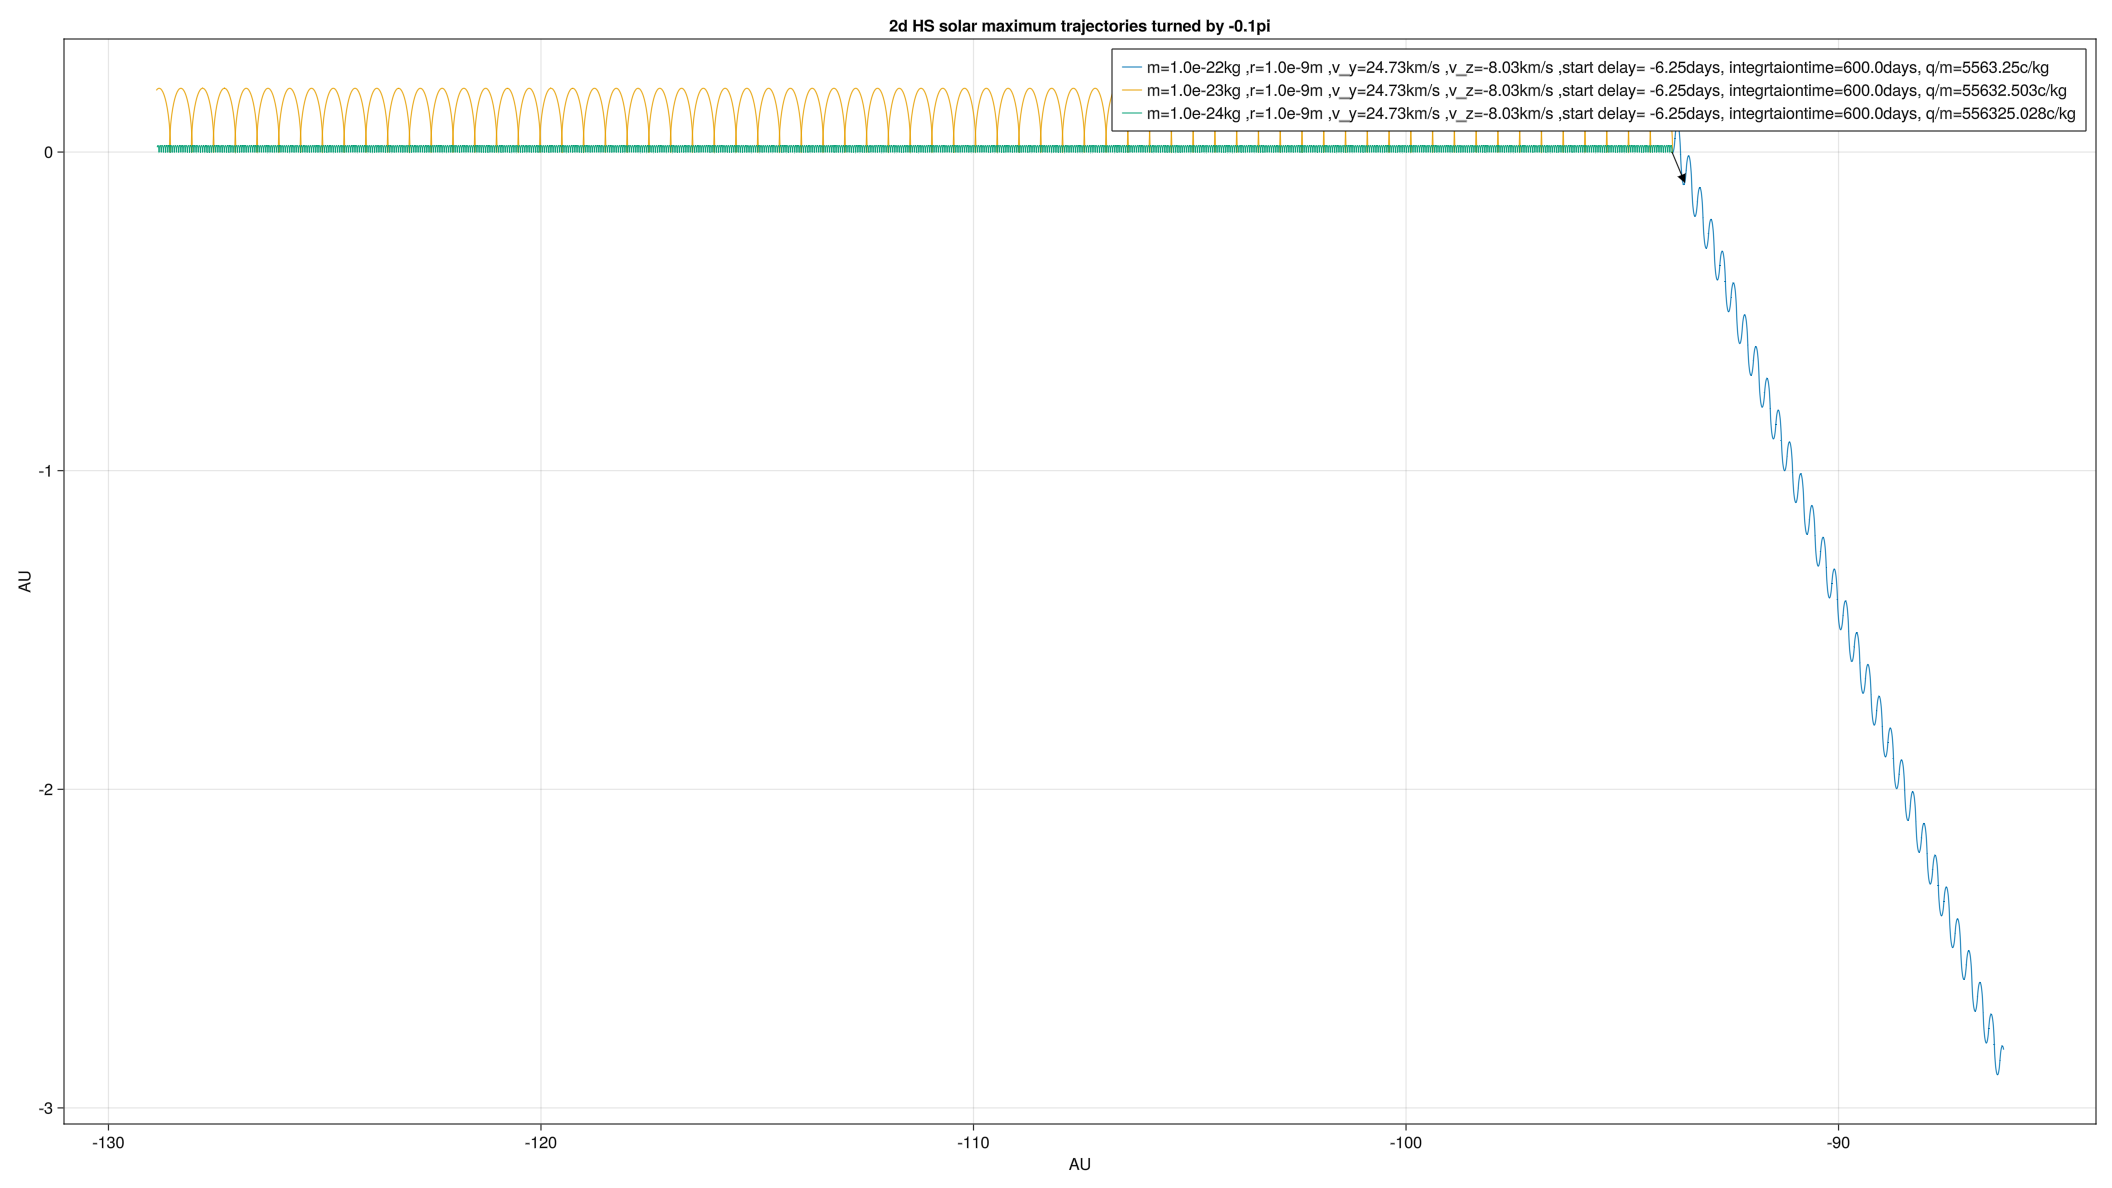 2d HS solar maximum trajectories turned by -0.1pi
m=1.0e-22kg ,r=1.0e-9m ,v_y=24.73km/s ,v_z=-8.03km/s ,start delay= -6.25days, integrtaiontime=600.0days, q/m=5563.25c/kg
m=1.0e-23kg ,r=1.0e-9m ,v_y=24.73km/s ,v_z=-8.03km/s ,start delay= -6.25days, integrtaiontime=600.0days, q/m=55632.503c/kg
m=1.0e-24kg ,r=1.0e-9m ,v_y=24.73km/s ,v_z=-8.03km/s ,start delay= -6.25days, integrtaiontime=600.0days, q/m=556325.028c/kg
0
-1
AU
-2
-3
-130 -120 -110 -100 -90
AU